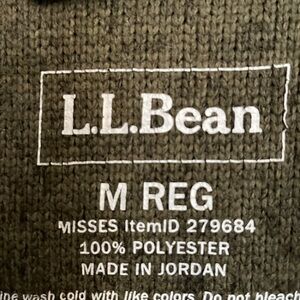 L.L.Bean
M REG
MISSES ItemID 279684
100% POLYESTER
MADE IN JORDAN
wash cold with like colors. Do not bleach